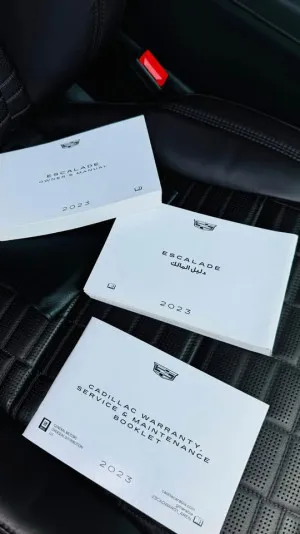 ESCALADE
OWNER'S MANUAL
2023
ESCALADE
دليل المالك
2023
CADILLAC WARRANTY,
SERVICE & MAINTENANCE
BOOKLET
2023